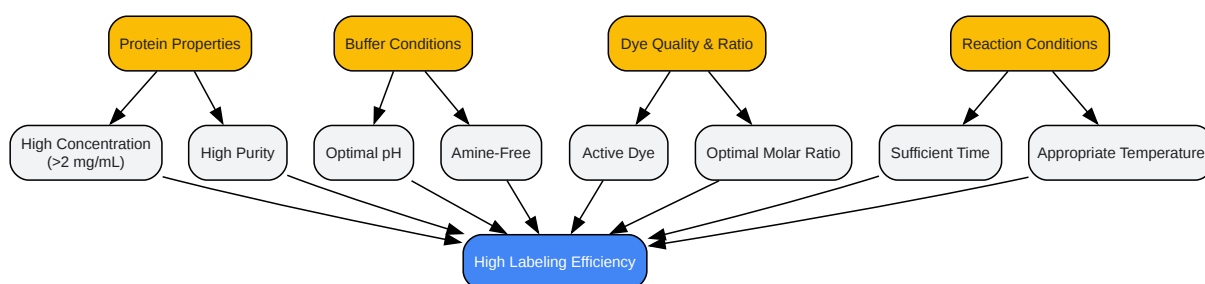 Protein Properties
Buffer Conditions
Dye Quality & Ratio
Reaction Conditions
High Concentration
(>2 mg/mL)
High Purity
Optimal pH
Amine-Free
Active Dye
Optimal Molar Ratio
Sufficient Time
Appropriate Temperature
High Labeling Efficiency